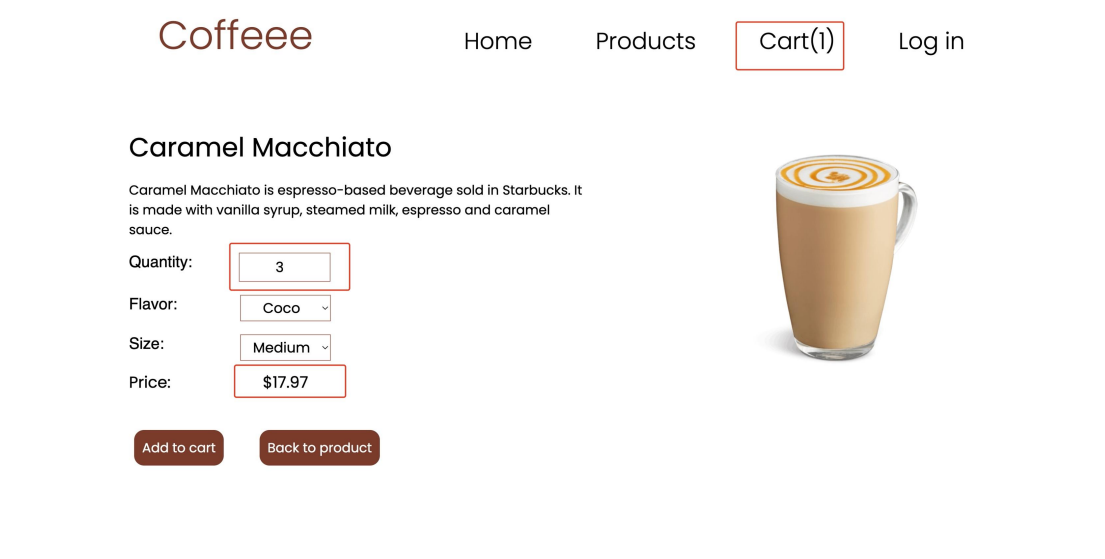 Coffeee
Home
Products
Cart(1)
Log in
Caramel Macchiato
Caramel Macchiato is espresso-based beverage sold in Starbucks. It
is made with vanilla syrup, steamed milk, espresso and caramel
sauce.
Quantity: 3
Flavor: Coco
Size: Medium
Price: $17.97
Add to cart
Back to product